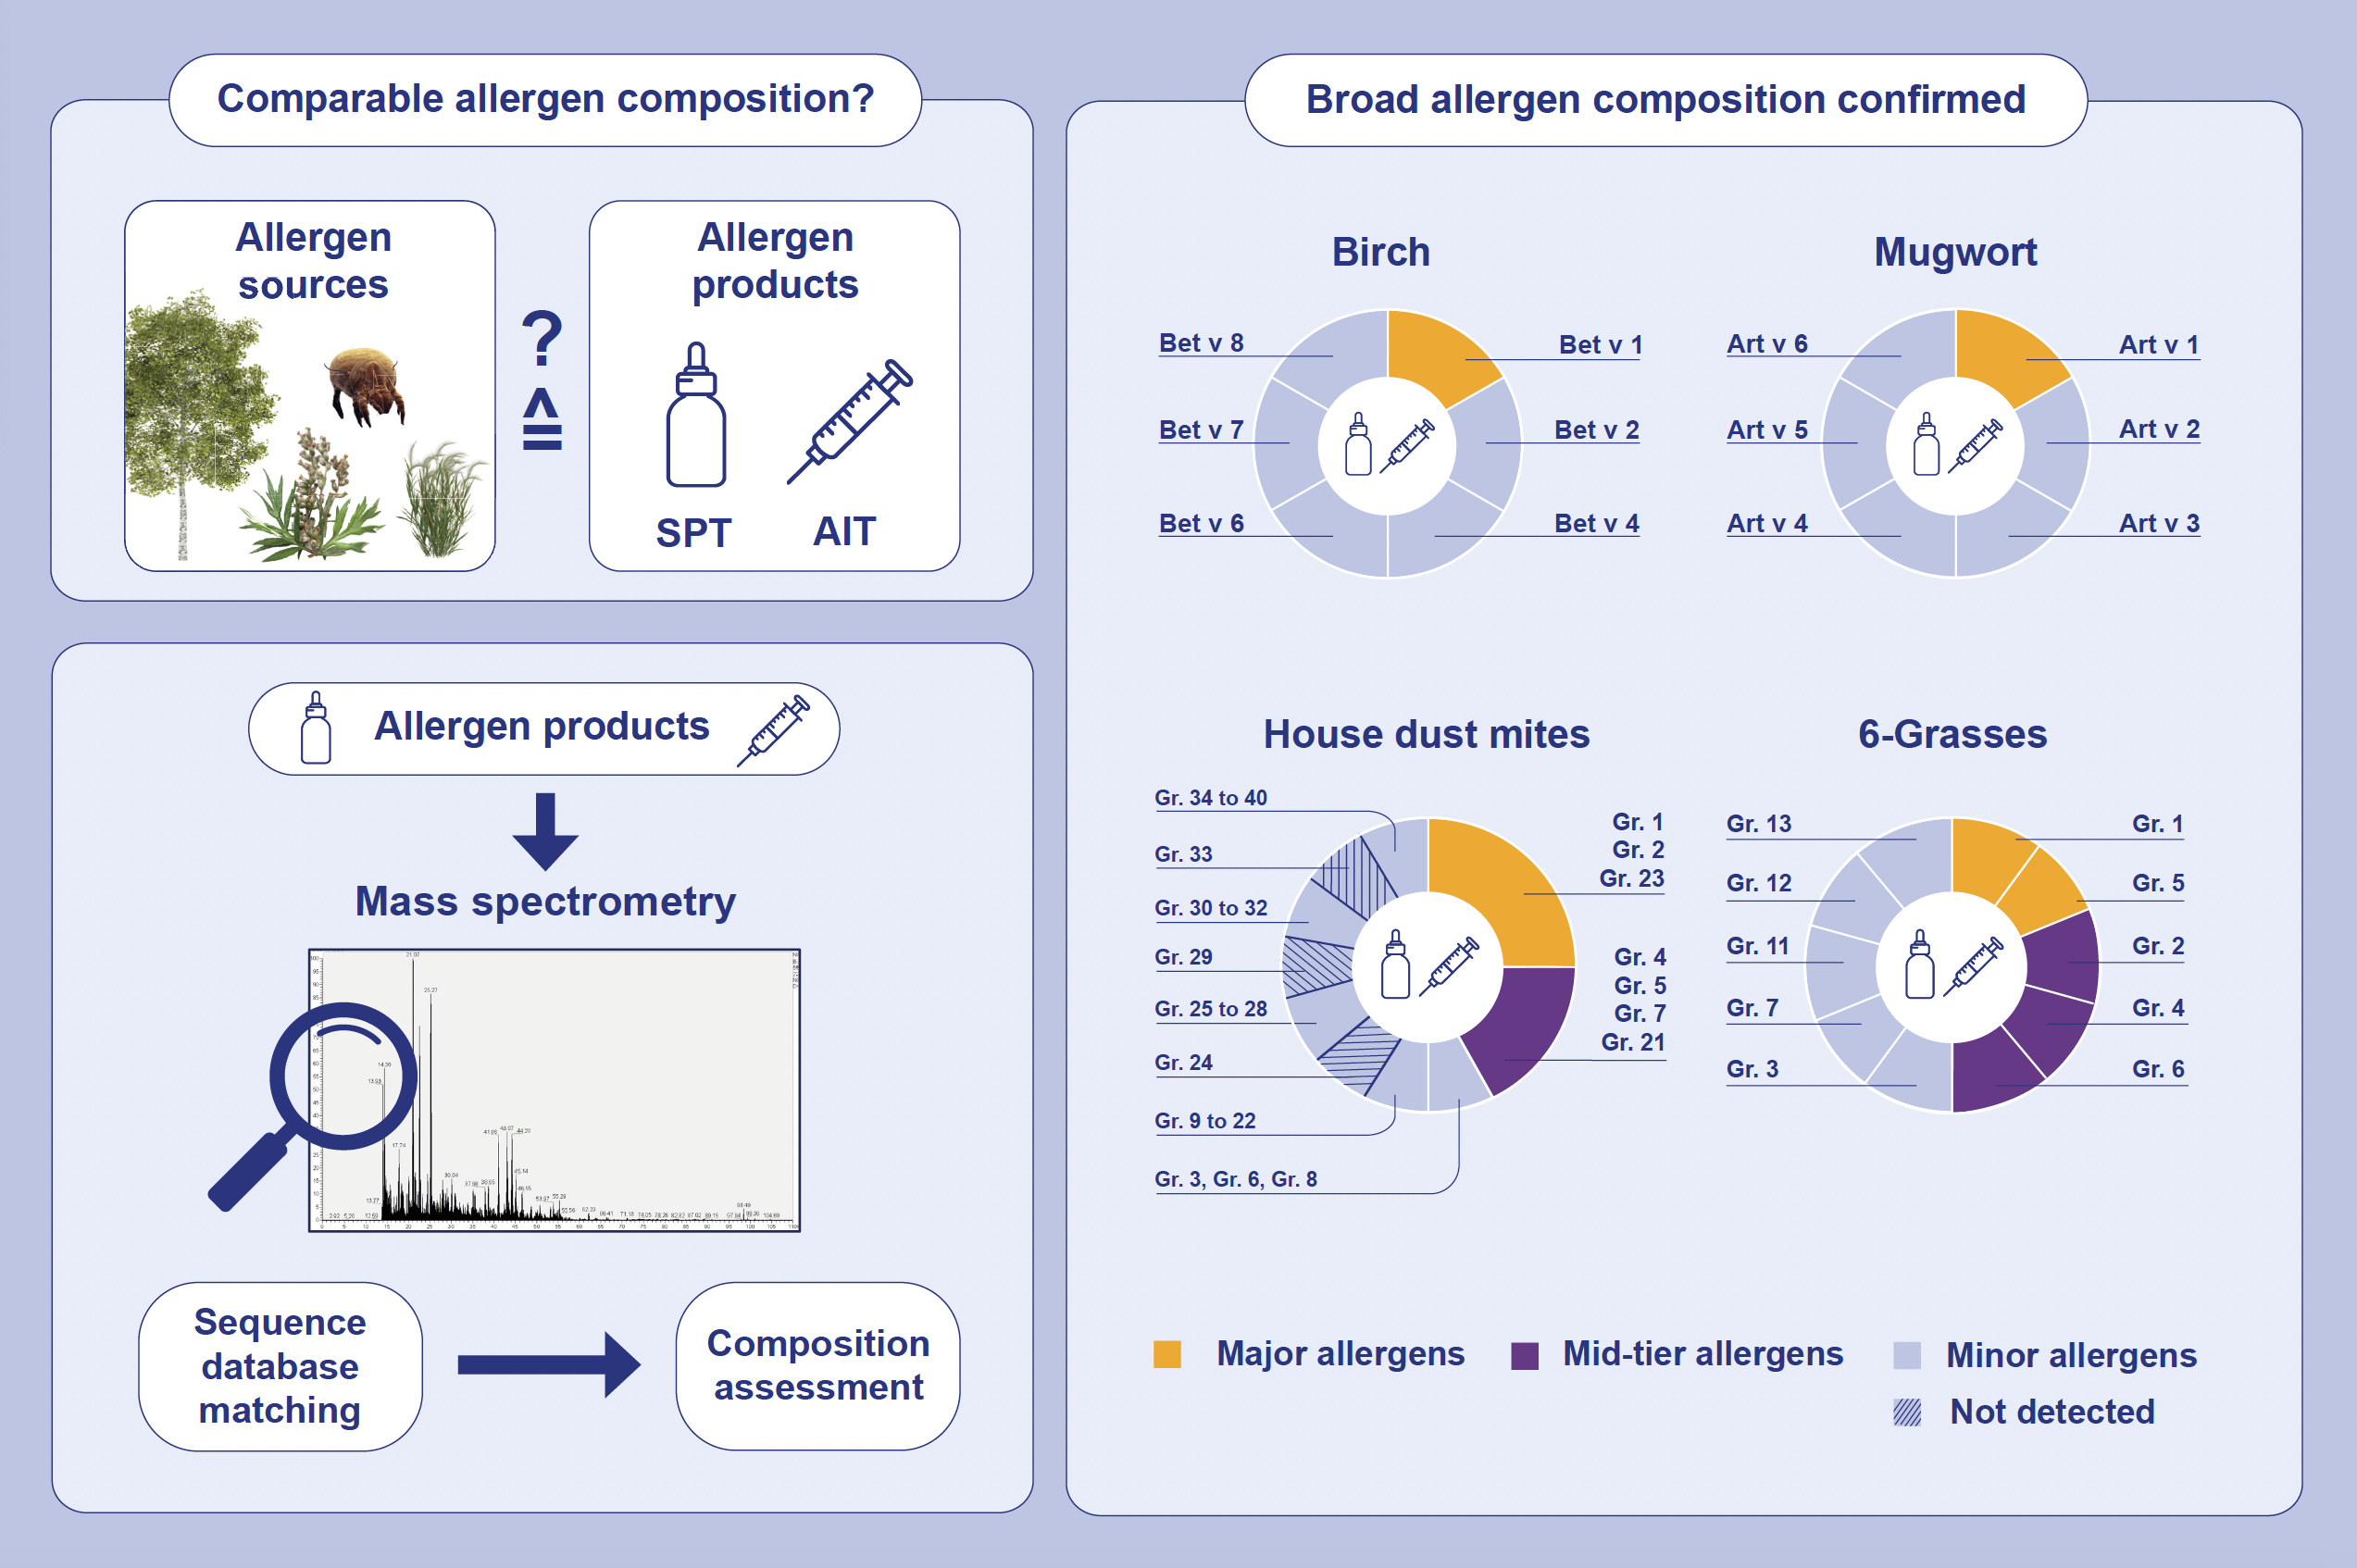 Comparable allergen composition?
Allergen
sources
?
≙
Allergen
products
SPT
AIT
Allergen products
Mass spectrometry
Sequence
database
matching
Composition
assessment
Broad allergen composition confirmed
Birch
Bet v 8
Bet v 1
Bet v 7
Bet v 2
Bet v 6
Bet v 4
Mugwort
Art v 6
Art v 1
Art v 5
Art v 2
Art v 4
Art v 3
House dust mites
Gr. 34 to 40
Gr. 33
Gr. 30 to 32
Gr. 29
Gr. 25 to 28
Gr. 24
Gr. 9 to 22
Gr. 3, Gr. 6, Gr. 8
Gr. 1
Gr. 2
Gr. 23
Gr. 4
Gr. 5
Gr. 7
Gr. 21
6-Grasses
Gr. 13
Gr. 1
Gr. 12
Gr. 5
Gr. 11
Gr. 2
Gr. 7
Gr. 4
Gr. 3
Gr. 6
Major allergens
Mid-tier allergens
Minor allergens
Not detected